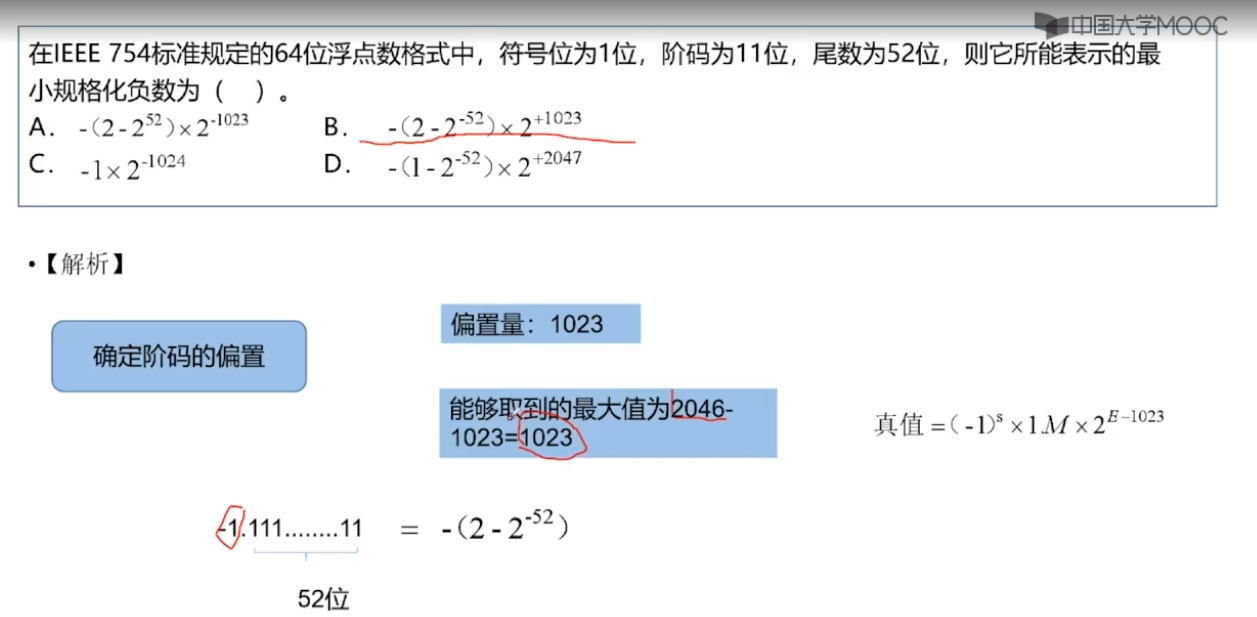 中国大学MOOC
在IEEE 754标准规定的64位浮点数格式中，符号位为1位，阶码为11位，尾数为52位，则它所能表示的最
小规格化负数为（　）。
A. -(2-2^52)×2^-1023　B. -(2-2^-52)×2^+1023
C. -1×2^-1024　D. -(1-2^-52)×2^+2047
•【解析】
偏置量：1023
确定阶码的偏置
能够取到的最大值为2046-
1023=1023
真值=(-1)^s×1.M×2^E-1023
-1.111........11 = -(2-2^-52)
52位